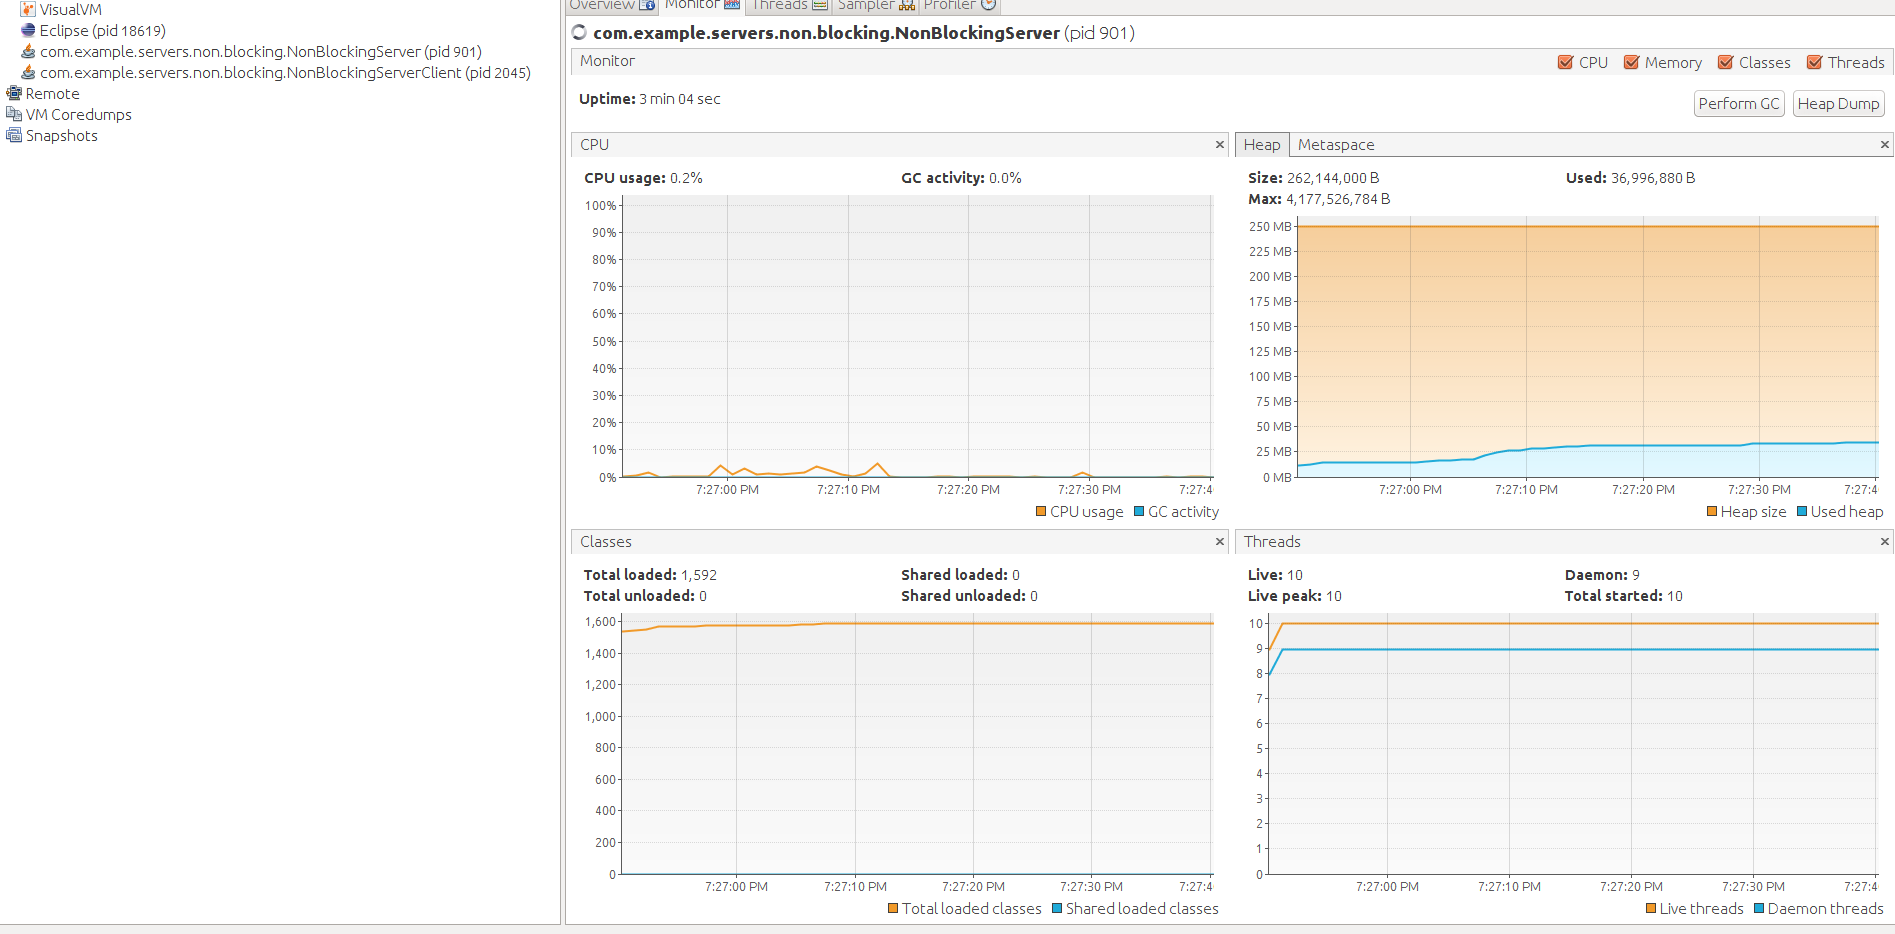 VisualVM
Eclipse (pid 18619)
com.example.servers.non.blocking.NonBlockingServer (pid 901)
com.example.servers.non.blocking.NonBlockingServerClient (pid 2045)
Remote
VM Coredumps
Snapshots
Overview Monitor Threads Sampler Profiler
com.example.servers.non.blocking.NonBlockingServer (pid 901)
Monitor CPU Memory Classes Threads
Uptime: 3 min 04 sec
Perform GC Heap Dump
CPU
CPU usage: 0.2% GC activity: 0.0%
100%
90%
80%
70%
60%
50%
40%
30%
20%
10%
0%
7:27:00 PM 7:27:10 PM 7:27:20 PM 7:27:30 PM 7:27:4
CPU usage GC activity
Heap Metaspace
Size: 262,144,000 B Used: 36,996,880 B
Max: 4,177,526,784 B
250 MB
225 MB
200 MB
175 MB
150 MB
125 MB
100 MB
75 MB
50 MB
25 MB
0 MB
7:27:00 PM 7:27:10 PM 7:27:20 PM 7:27:30 PM 7:27:4
Heap size Used heap
Classes
Total loaded: 1,592 Shared loaded: 0
Total unloaded: 0 Shared unloaded: 0
1,600
1,400
1,200
1,000
800
600
400
200
0
7:27:00 PM 7:27:10 PM 7:27:20 PM 7:27:30 PM 7:27:4
Total loaded classes Shared loaded classes
Threads
Live: 10 Daemon: 9
Live peak: 10 Total started: 10
10
9
8
7
6
5
4
3
2
1
0
7:27:00 PM 7:27:10 PM 7:27:20 PM 7:27:30 PM 7:27:4
Live threads Daemon threads